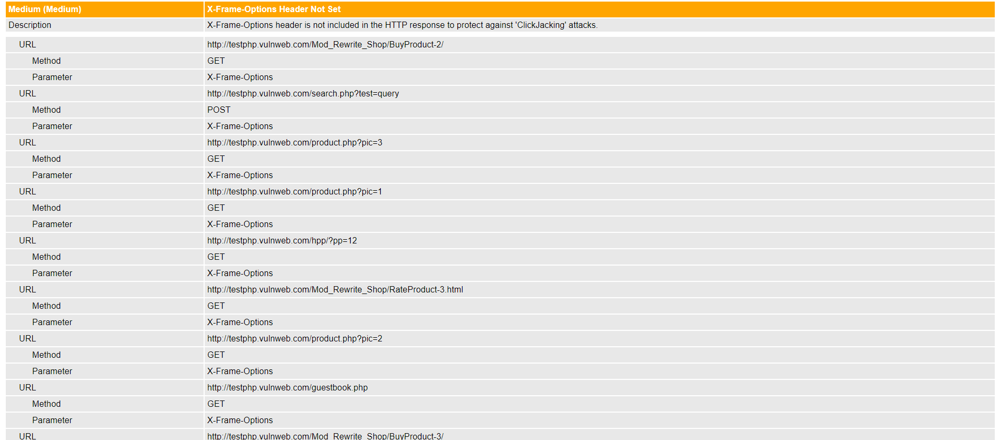 Medium (Medium) X-Frame-Options Header Not Set
Description X-Frame-Options header is not included in the HTTP response to protect against 'ClickJacking' attacks.
URL http://testphp.vulnweb.com/Mod_Rewrite_Shop/BuyProduct-2/
Method GET
Parameter X-Frame-Options
URL http://testphp.vulnweb.com/search.php?test=query
Method POST
Parameter X-Frame-Options
URL http://testphp.vulnweb.com/product.php?pic=3
Method GET
Parameter X-Frame-Options
URL http://testphp.vulnweb.com/product.php?pic=1
Method GET
Parameter X-Frame-Options
URL http://testphp.vulnweb.com/hpp/?pp=12
Method GET
Parameter X-Frame-Options
URL http://testphp.vulnweb.com/Mod_Rewrite_Shop/RateProduct-3.html
Method GET
Parameter X-Frame-Options
URL http://testphp.vulnweb.com/product.php?pic=2
Method GET
Parameter X-Frame-Options
URL http://testphp.vulnweb.com/guestbook.php
Method GET
Parameter X-Frame-Options
URL http://testphp.vulnweb.com/Mod_Rewrite_Shop/BuyProduct-3/